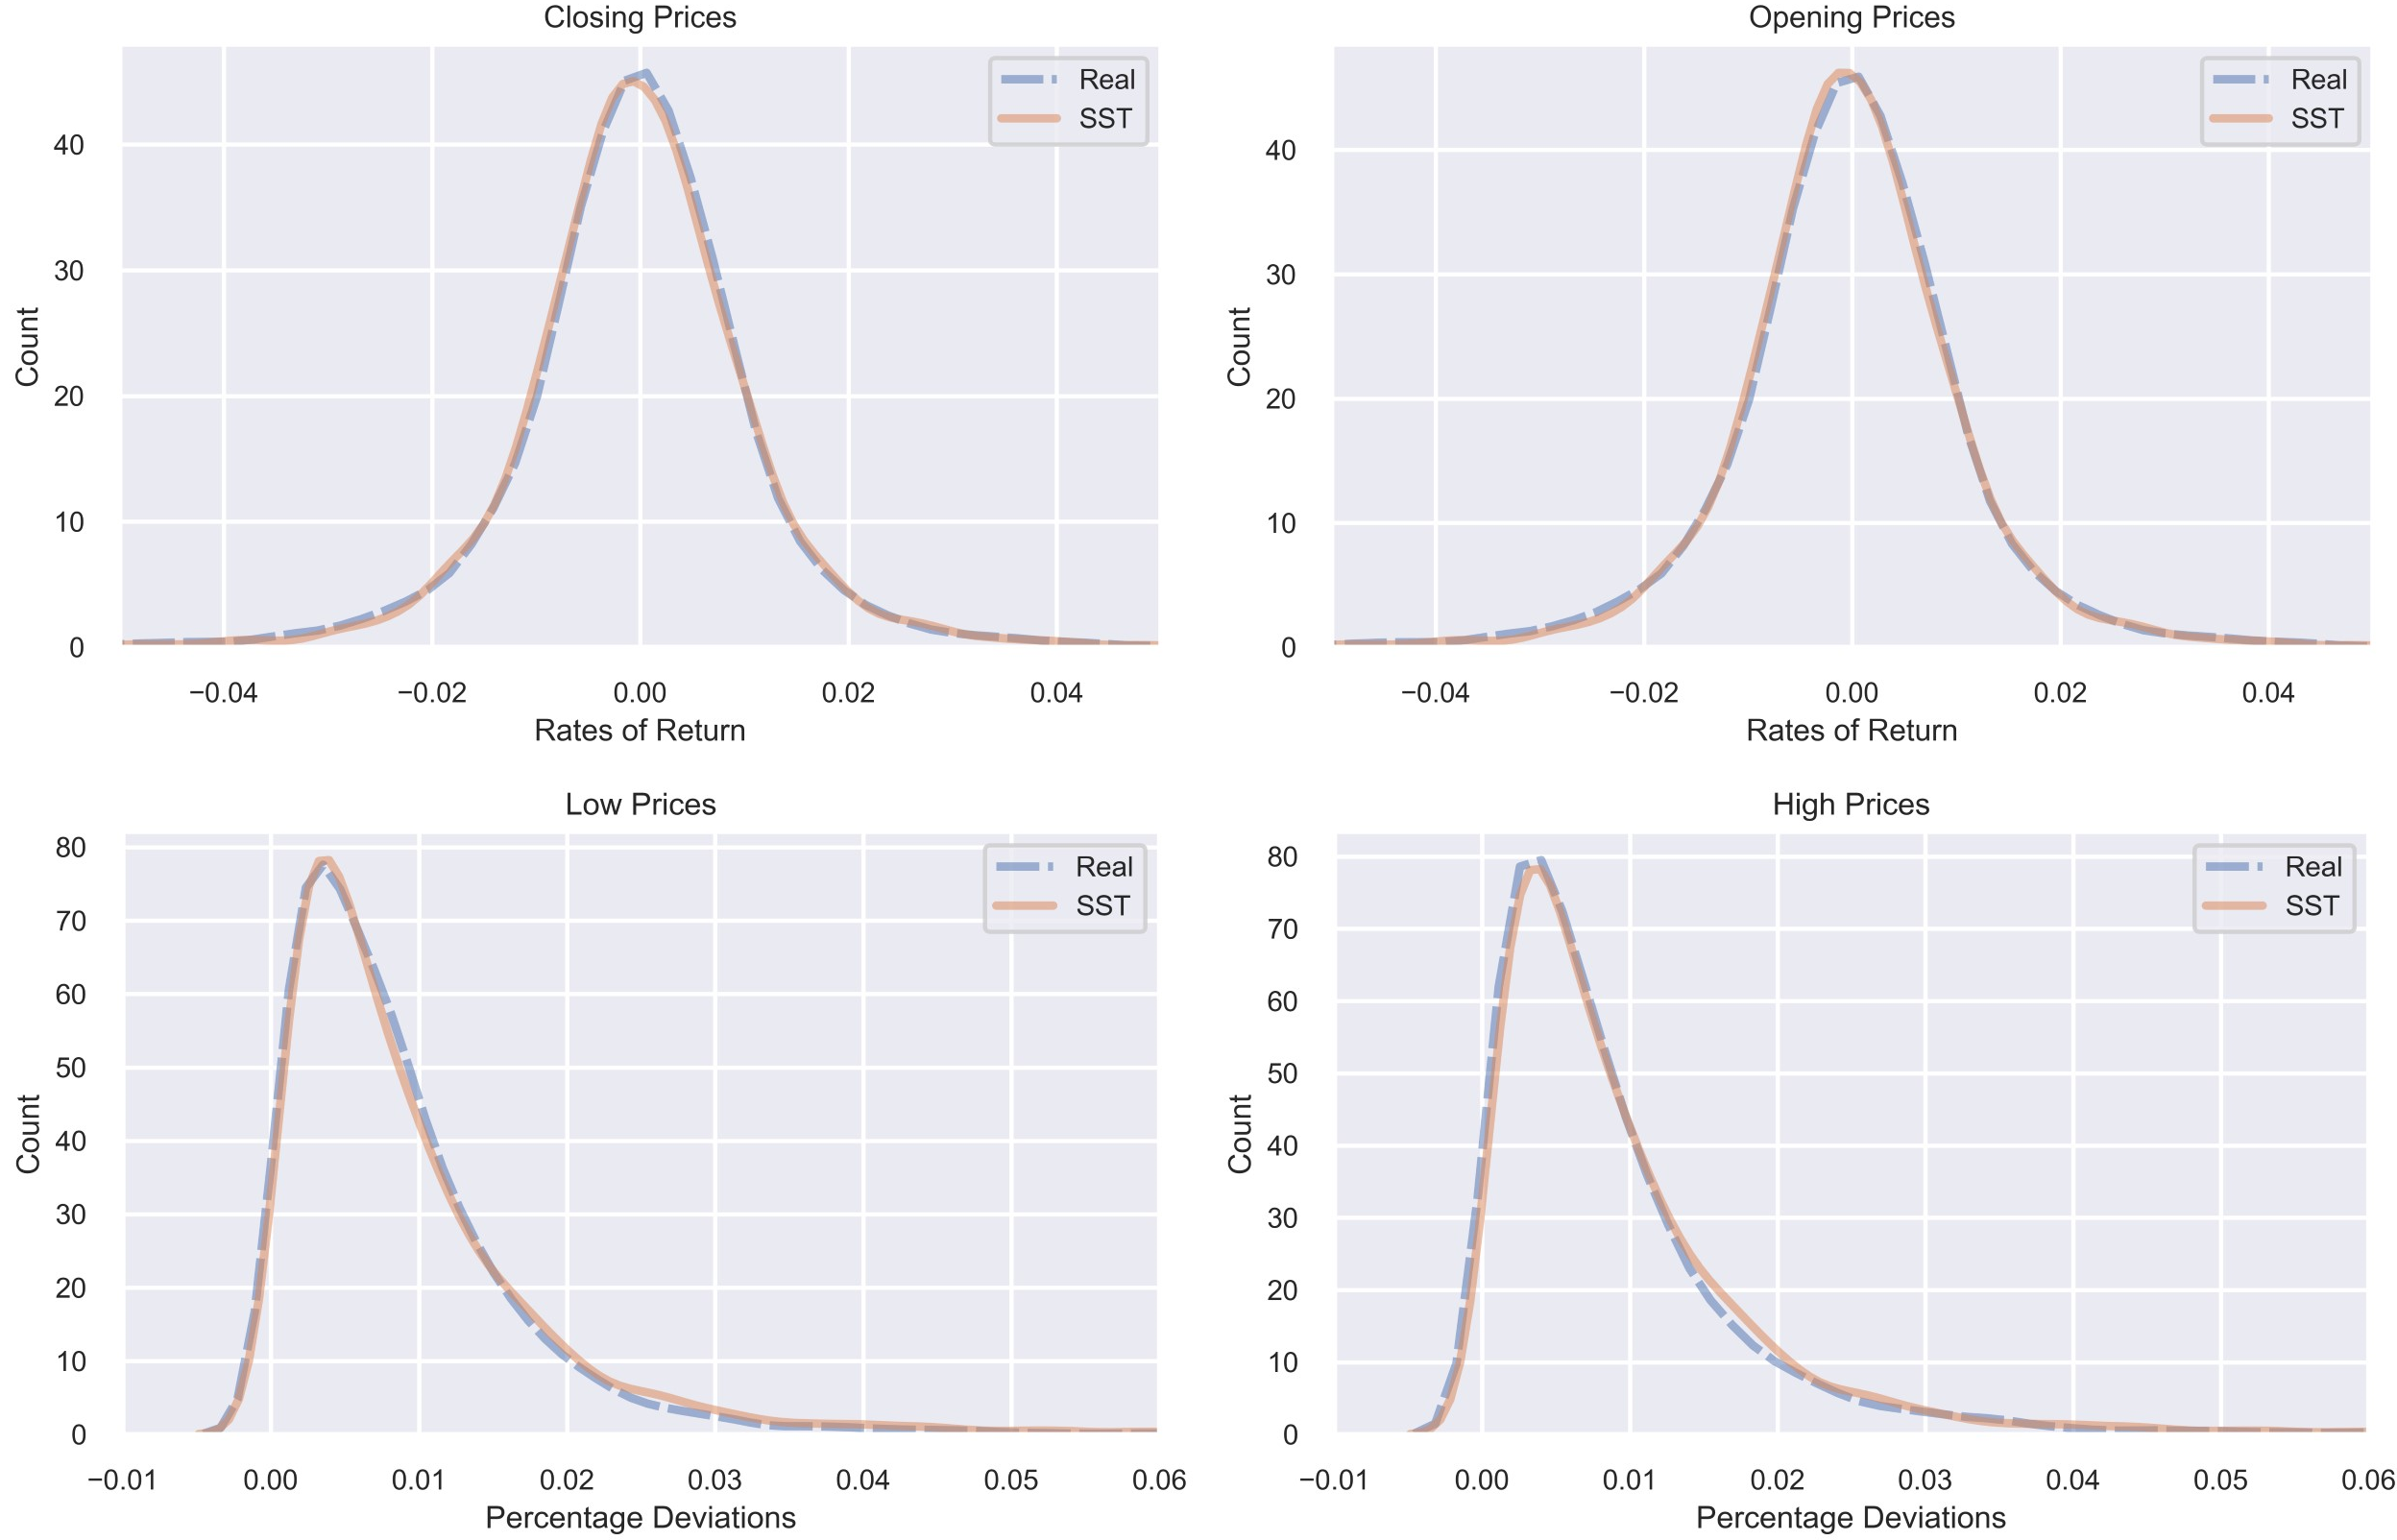 Closing Prices
Real
SST
40
30
20
10
0
Count
−0.04
−0.02
0.00
0.02
0.04
Rates of Return
Opening Prices
Real
SST
40
30
20
10
0
Count
−0.04
−0.02
0.00
0.02
0.04
Rates of Return
Low Prices
Real
SST
80
70
60
50
40
30
20
10
0
Count
−0.01
0.00
0.01
0.02
0.03
0.04
0.05
0.06
Percentage Deviations
High Prices
Real
SST
80
70
60
50
40
30
20
10
0
Count
−0.01
0.00
0.01
0.02
0.03
0.04
0.05
0.06
Percentage Deviations